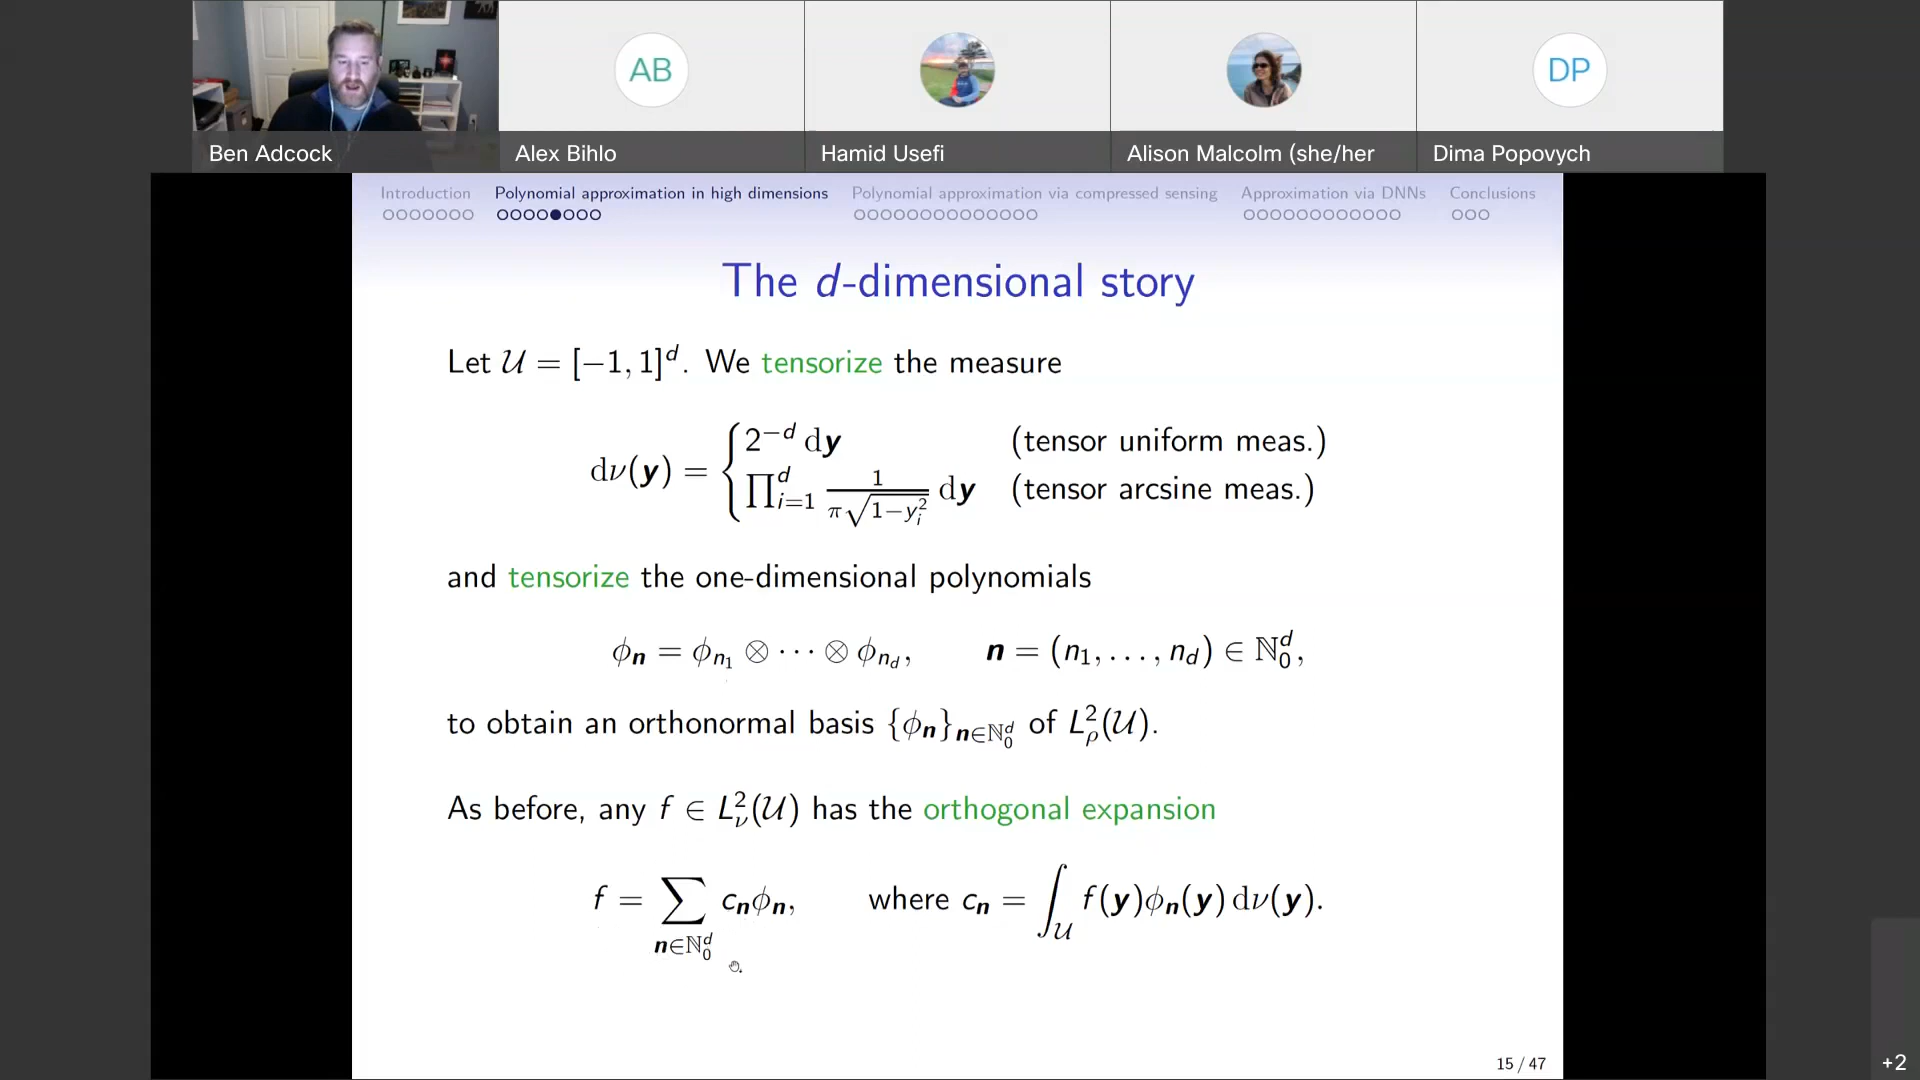 AB
DP
Ben Adcock
Alex Bihlo
Hamid Usefi
Alison Malcolm (she/her
Dima Popovych
Introduction
Polynomial approximation in high dimensions
Polynomial approximation via compressed sensing
Approximation via DNNs
Conclusions
The d-dimensional story
Let 𝒰 = [−1, 1]^d. We tensorize the measure
dν(𝒚) = { 2^{−d} d𝒚 (tensor uniform meas.)
∏_{i=1}^d 1/(π√(1−y_i^2)) d𝒚 (tensor arcsine meas.)
and tensorize the one-dimensional polynomials
ϕ_𝒏 = ϕ_{n_1} ⊗ ··· ⊗ ϕ_{n_d}, 𝒏 = (n_1, . . . , n_d) ∈ ℕ_0^d,
to obtain an orthonormal basis {ϕ_𝒏}_{𝒏∈ℕ_0^d} of L_ρ^2(𝒰).
As before, any f ∈ L_ν^2(𝒰) has the orthogonal expansion
f = ∑_{𝒏∈ℕ_0^d} c_𝒏ϕ_𝒏, where c_𝒏 = ∫_𝒰 f(𝒚)ϕ_𝒏(𝒚) dν(𝒚).
15 / 47
+2